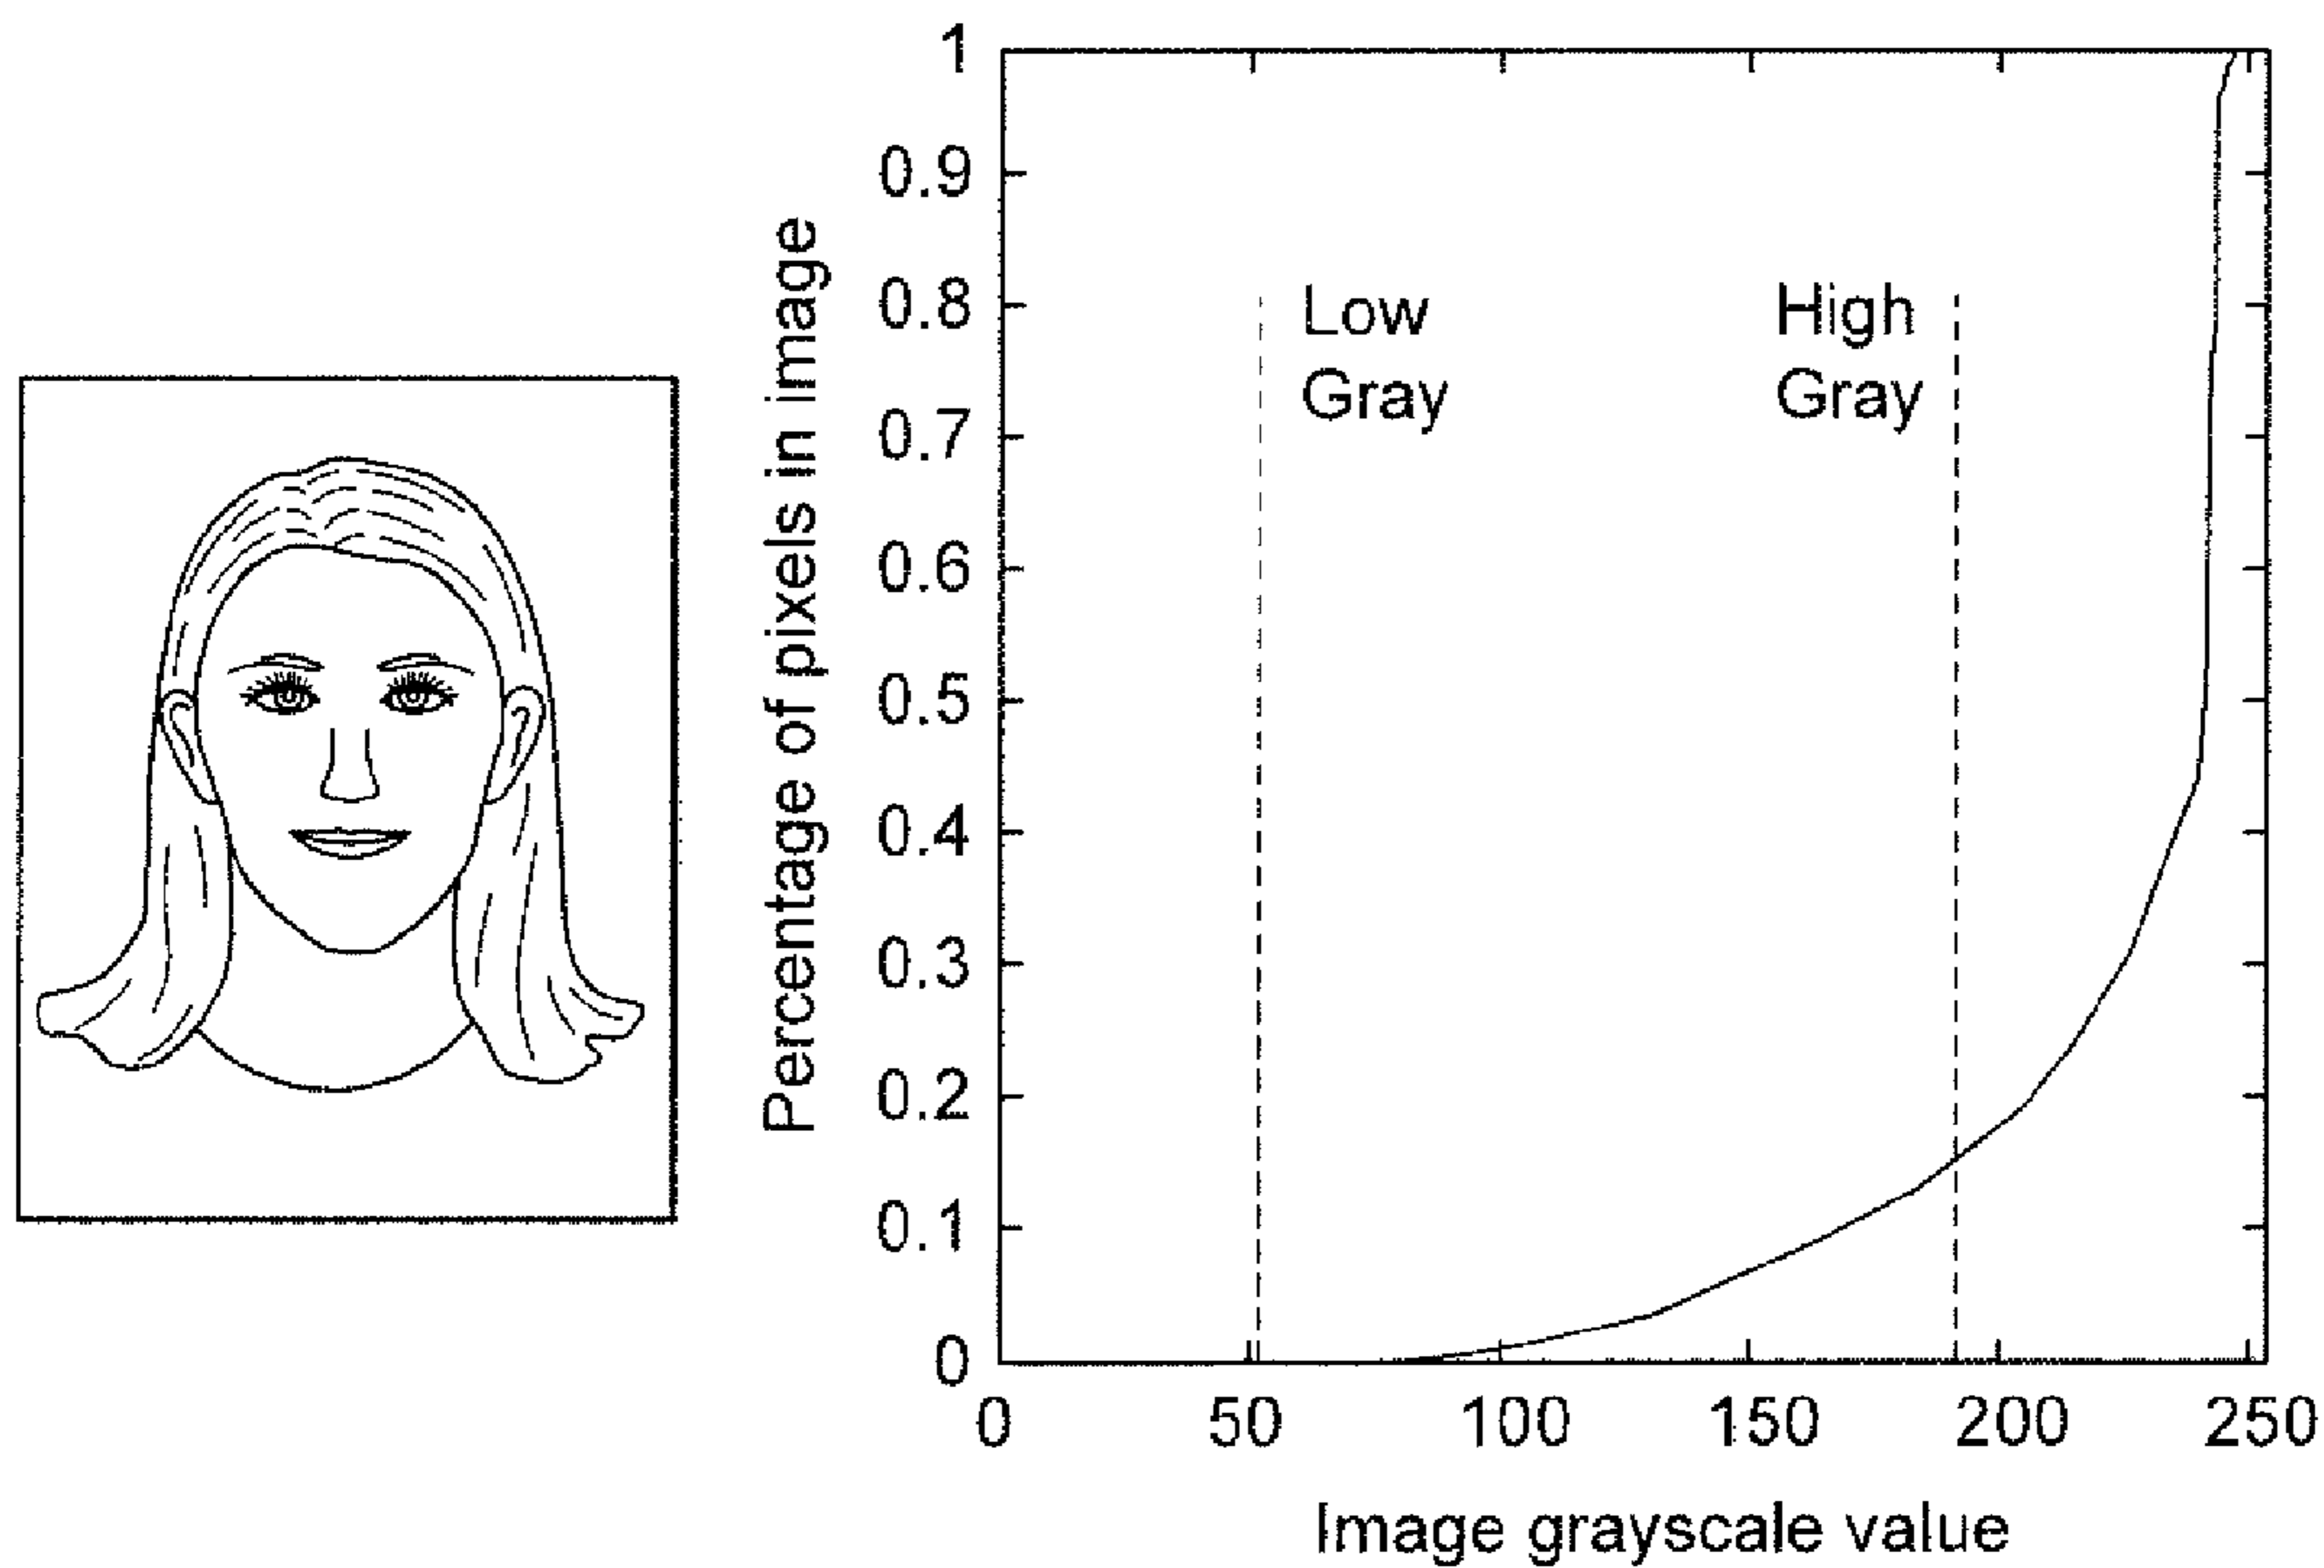 Percentage of pixels in image
1
0.9
0.8
0.7
0.6
0.5
0.4
0.3
0.2
0.1
0
Low
Gray
High
Gray
0 50 100 150 200 250
Image grayscale value